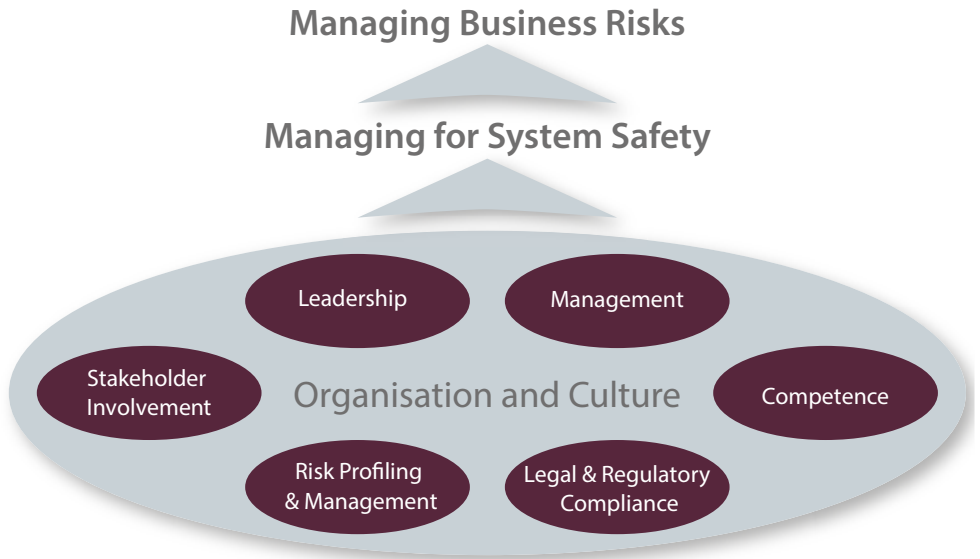 Managing Business Risks
Managing for System Safety
Leadership
Management
Stakeholder
Involvement
Organisation and Culture
Competence
Risk Profiling
& Management
Legal & Regulatory
Compliance